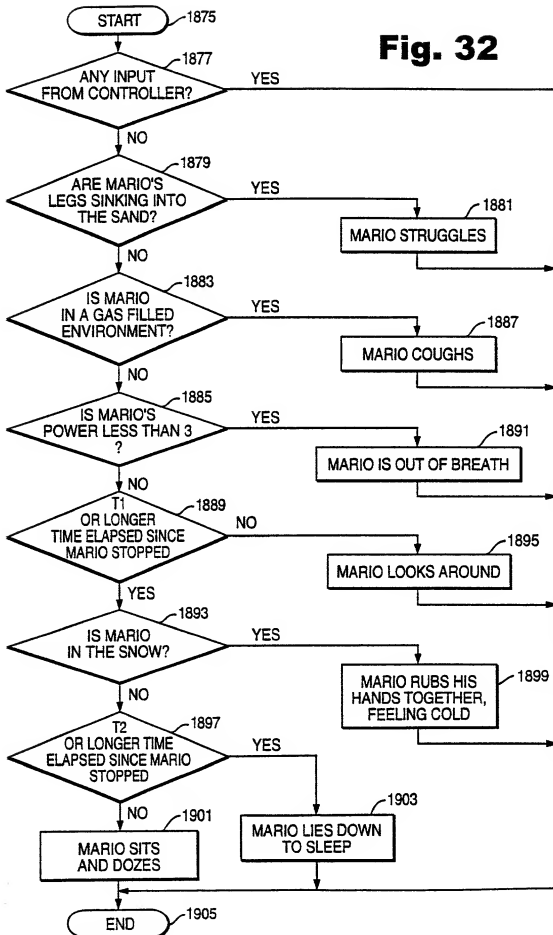 START
1875
Fig. 32
1877
ANY INPUT
FROM CONTROLLER?
YES
NO
1879
ARE MARIO'S
LEGS SINKING INTO
THE SAND?
YES
1881
MARIO STRUGGLES
NO
1883
IS MARIO
IN A GAS FILLED
ENVIRONMENT?
YES
1887
MARIO COUGHS
NO
1885
IS MARIO'S
POWER LESS THAN 3
?
YES
1891
MARIO IS OUT OF BREATH
NO
1889
T1
OR LONGER
TIME ELAPSED SINCE
MARIO STOPPED
NO
1895
MARIO LOOKS AROUND
YES
1893
IS MARIO
IN THE SNOW?
YES
1899
MARIO RUBS HIS
HANDS TOGETHER,
FEELING COLD
NO
1897
T2
OR LONGER TIME
ELAPSED SINCE MARIO
STOPPED
YES
1903
MARIO LIES DOWN
TO SLEEP
NO
1901
MARIO SITS
AND DOZES
END
1905